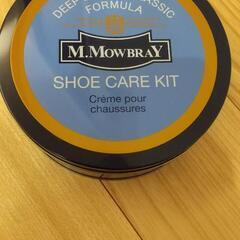 DEEP CLASSIC
FORMULA
M.MOWBRAY
SHOE CARE KIT
Crème pour
chaussures